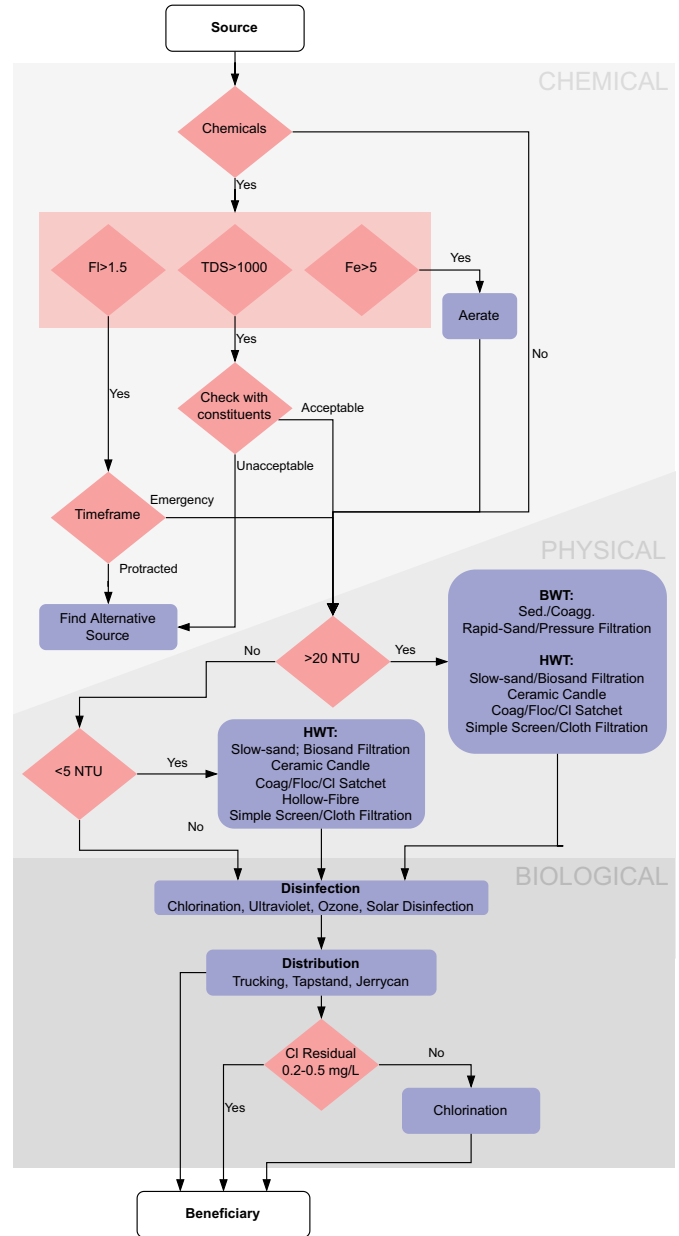 Source
CHEMICAL
Chemicals
Yes
Fl>1.5
TDS>1000
Fe>5
Yes
Aerate
Yes
No
Yes
Check with
constituents
Acceptable
Unacceptable
Timeframe
Emergency
PHYSICAL
Protracted
Find Alternative
Source
BWT:
Sed./Coagg.
Rapid-Sand/Pressure Filtration
HWT:
Slow-sand/Biosand Filtration
Ceramic Candle
Coag/Floc/Cl Satchet
Simple Screen/Cloth Filtration
No
>20 NTU
Yes
<5 NTU
Yes
HWT:
Slow-sand; Biosand Filtration
Ceramic Candle
Coag/Floc/Cl Satchet
Hollow-Fibre
Simple Screen/Cloth Filtration
No
BIOLOGICAL
Disinfection
Chlorination, Ultraviolet, Ozone, Solar Disinfection
Distribution
Trucking, Tapstand, Jerrycan
Cl Residual
0.2-0.5 mg/L
No
Yes
Chlorination
Beneficiary